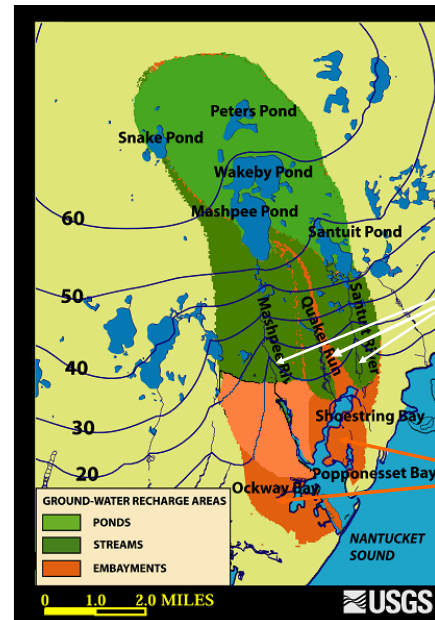 Peters Pond
Snake Pond
Wakeby Pond
Mashpee Pond
60
Santuit Pond
50
Mashpee Riv
Quaker Run
Santuit River
40
30
Shoestring Bay
20
Popponesset Bay
Ockway Bay
GROUND-WATER RECHARGE AREAS
PONDS
STREAMS
EMBAYMENTS
NANTUCKET
SOUND
0 1.0 2.0 MILES
USGS